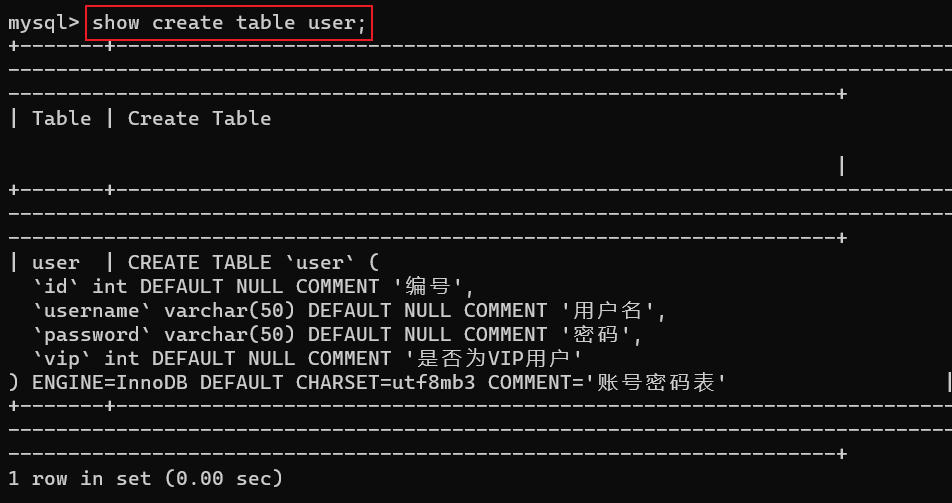 mysql> show create table user;
+-------+----------------------------------------------------------------------
-------------------------------------------------------------------------------
---------------------------------------------------------------------+
| Table | Create Table
|
+-------+----------------------------------------------------------------------
-------------------------------------------------------------------------------
---------------------------------------------------------------------+
| user  | CREATE TABLE `user` (
  `id` int DEFAULT NULL COMMENT '编号',
  `username` varchar(50) DEFAULT NULL COMMENT '用户名',
  `password` varchar(50) DEFAULT NULL COMMENT '密码',
  `vip` int DEFAULT NULL COMMENT '是否为VIP用户'
) ENGINE=InnoDB DEFAULT CHARSET=utf8mb3 COMMENT='账号密码表' |
+-------+----------------------------------------------------------------------
-------------------------------------------------------------------------------
---------------------------------------------------------------------+
1 row in set (0.00 sec)